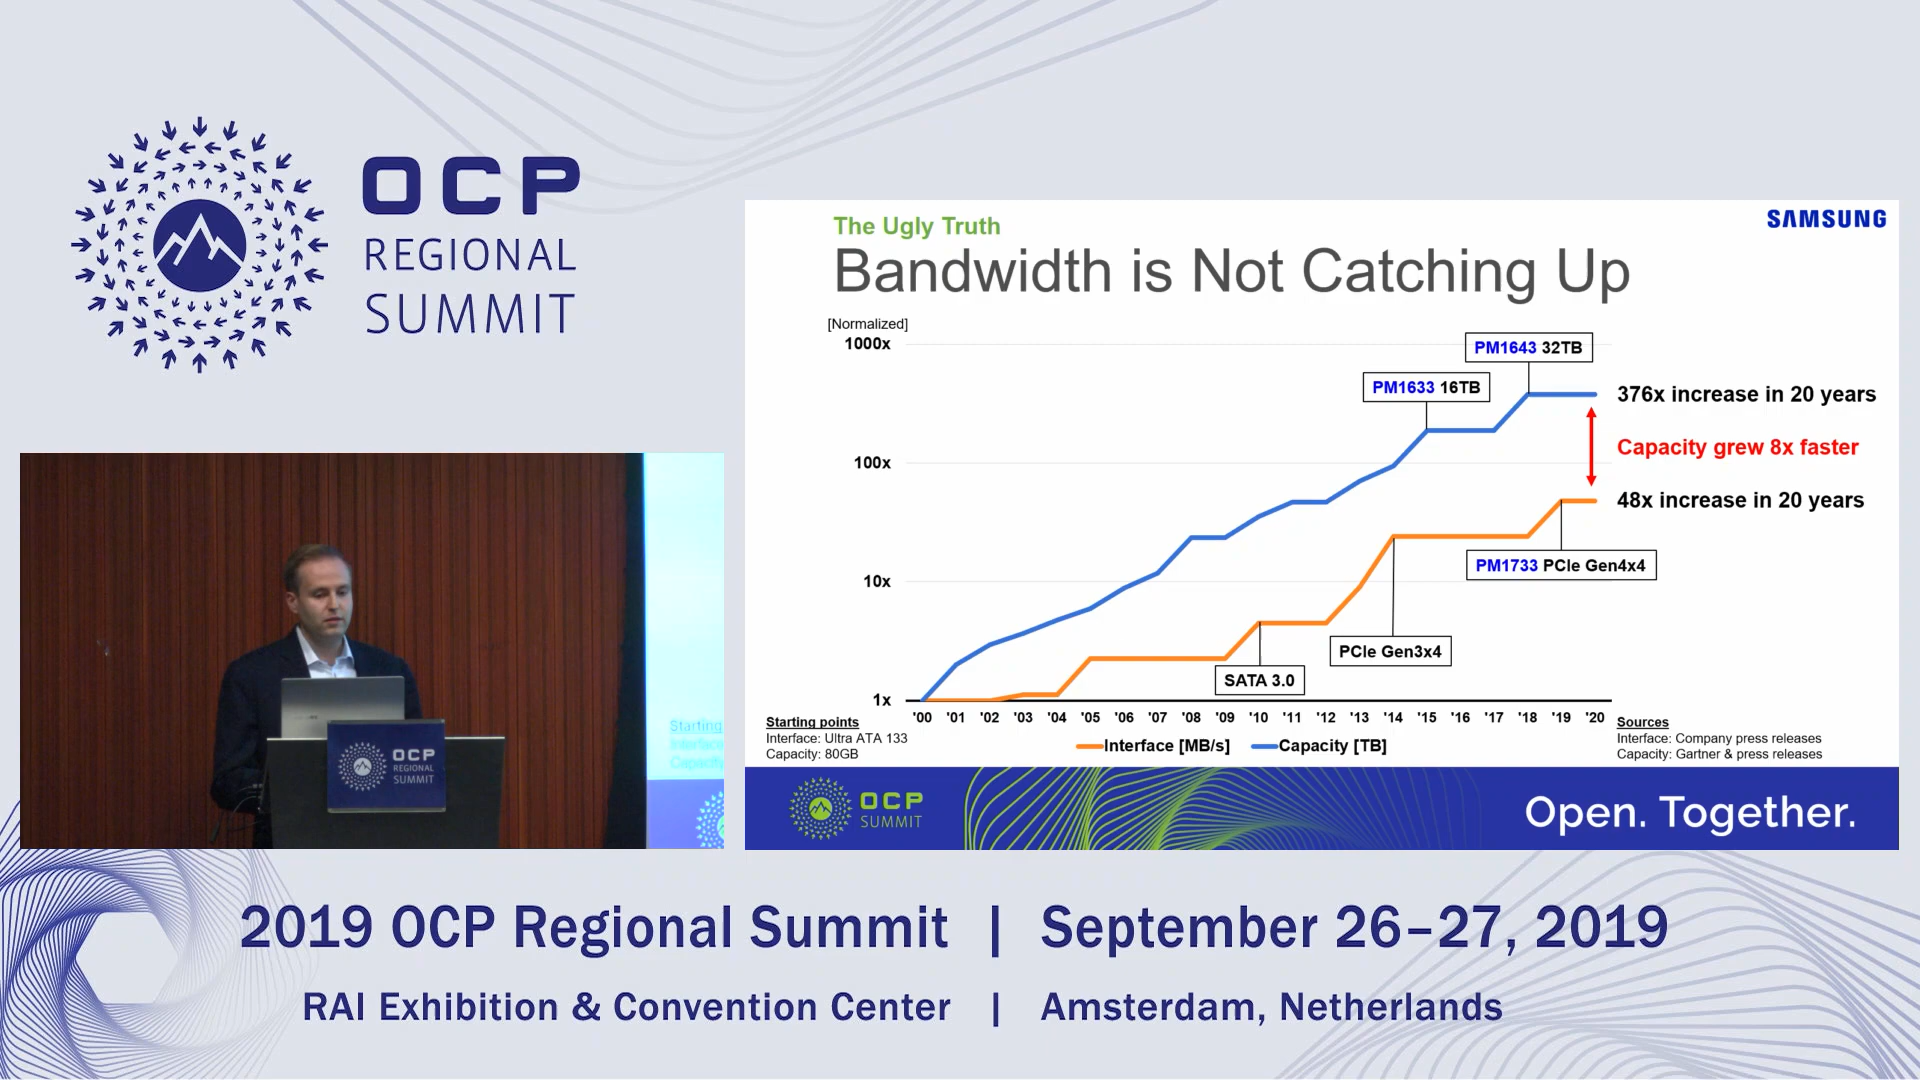 OCP
REGIONAL
SUMMIT
SAMSUNG
The Ugly Truth
Bandwidth is Not Catching Up
[Normalized]
1000x
100x
10x
1x
PM1643 32TB
PM1633 16TB
376x increase in 20 years
Capacity grew 8x faster
48x increase in 20 years
PM1733 PCIe Gen4x4
PCIe Gen3x4
SATA 3.0
'00 '01 '02 '03 '04 '05 '06 '07 '08 '09 '10 '11 '12 '13 '14 '15 '16 '17 '18 '19 '20
Starting points
Interface: Ultra ATA 133
Capacity: 80GB
Interface [MB/s] Capacity [TB]
Sources
Interface: Company press releases
Capacity: Gartner & press releases
OCP
SUMMIT
Open. Together.
Starting
Interface
Capacity
OCP
REGIONAL
SUMMIT
2019 OCP Regional Summit | September 26–27, 2019
RAI Exhibition & Convention Center | Amsterdam, Netherlands